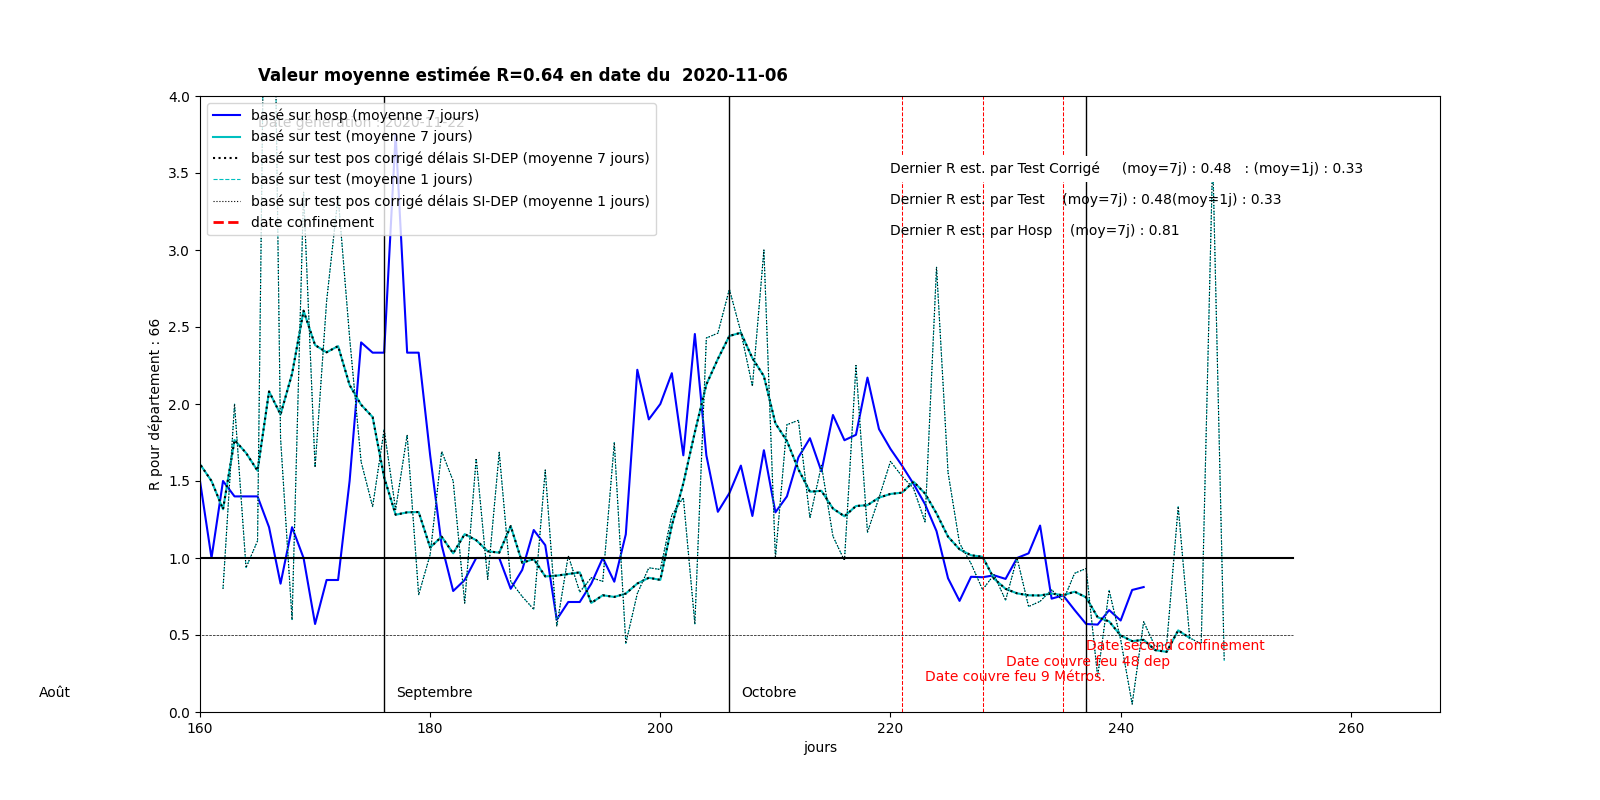 Valeur moyenne estimée R=0.64 en date du  2020-11-06
Date génération : 2020-11-22
basé sur hosp (moyenne 7 jours)
basé sur test (moyenne 7 jours)
basé sur test pos corrigé délais SI-DEP (moyenne 7 jours)
basé sur test (moyenne 1 jours)
basé sur test pos corrigé délais SI-DEP (moyenne 1 jours)
date confinement
Dernier R est. par Test Corrigé     (moy=7j) : 0.48   : (moy=1j) : 0.33
Dernier R est. par Test    (moy=7j) : 0.48(moy=1j) : 0.33
Dernier R est. par Hosp    (moy=7j) : 0.81
4.0
3.5
3.0
2.5
2.0
1.5
1.0
0.5
0.0
R pour département : 66
Date second confinement
Date couvre feu 48 dep
Date couvre feu 9 Métros.
Août
Septembre
Octobre
160 180 200 220 240 260
jours